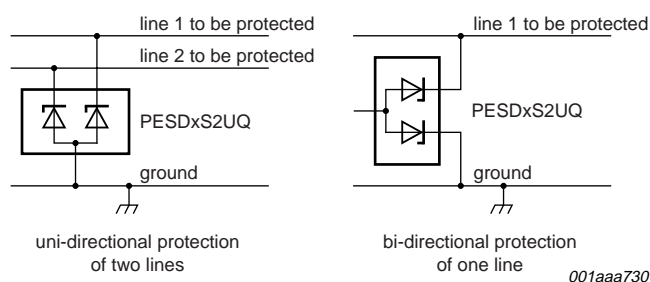 line 1 to be protected
line 2 to be protected
PESDxS2UQ
ground
uni-directional protection
of two lines
line 1 to be protected
PESDxS2UQ
ground
bi-directional protection
of one line
001aaa730